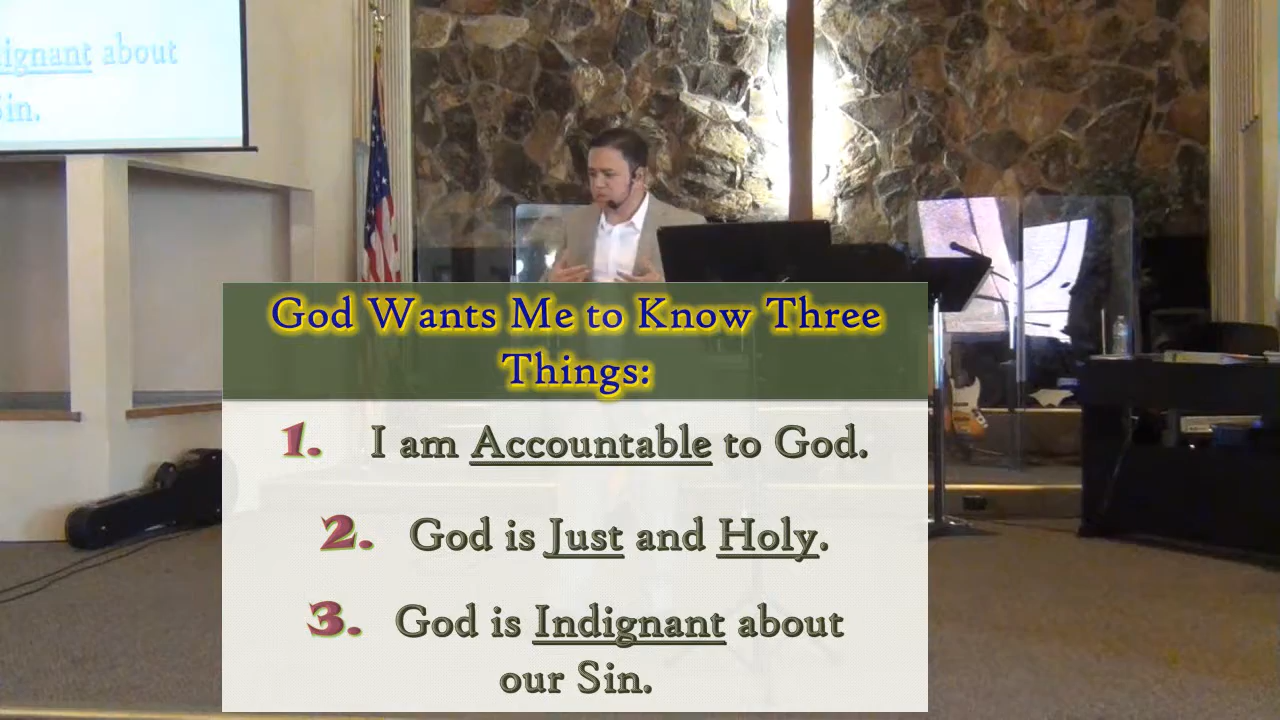 ignant about
Sin.
God Wants Me to Know Three
Things:
1. I am Accountable to God.
2. God is Just and Holy.
3. God is Indignant about
our Sin.